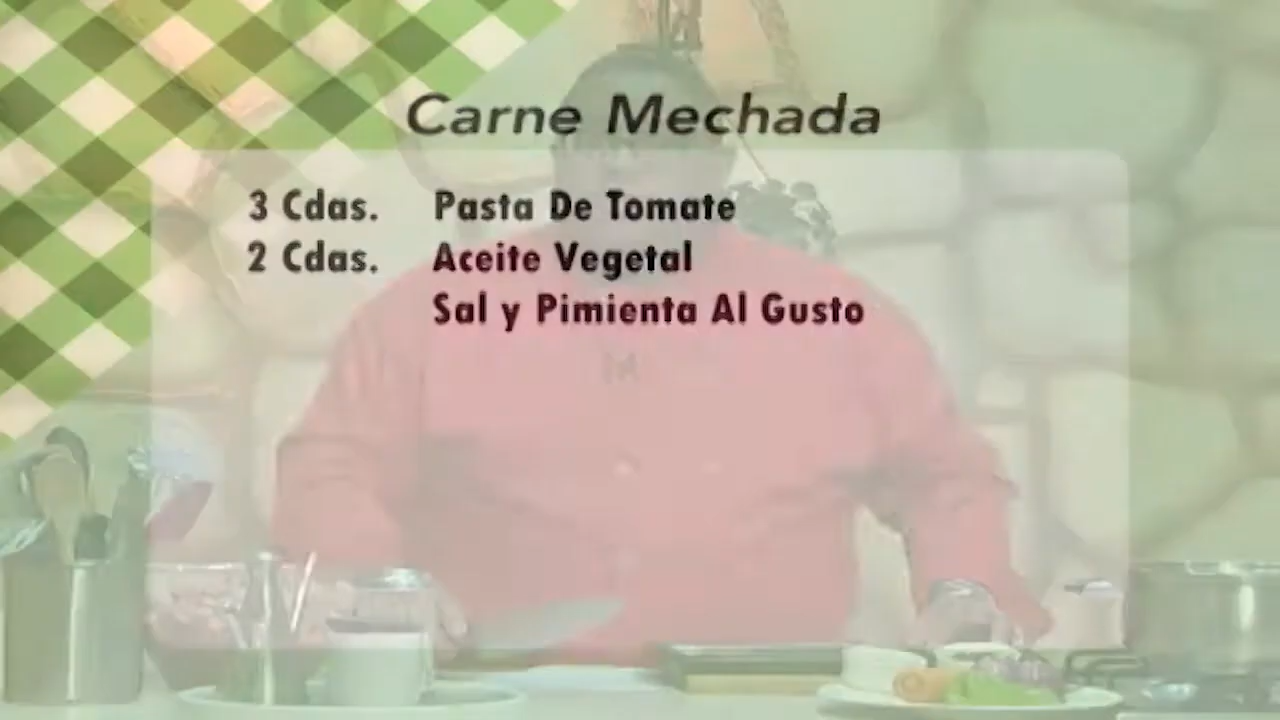 Carne Mechada
3 Cdas. Pasta De Tomate
2 Cdas. Aceite Vegetal
Sal y Pimienta Al Gusto